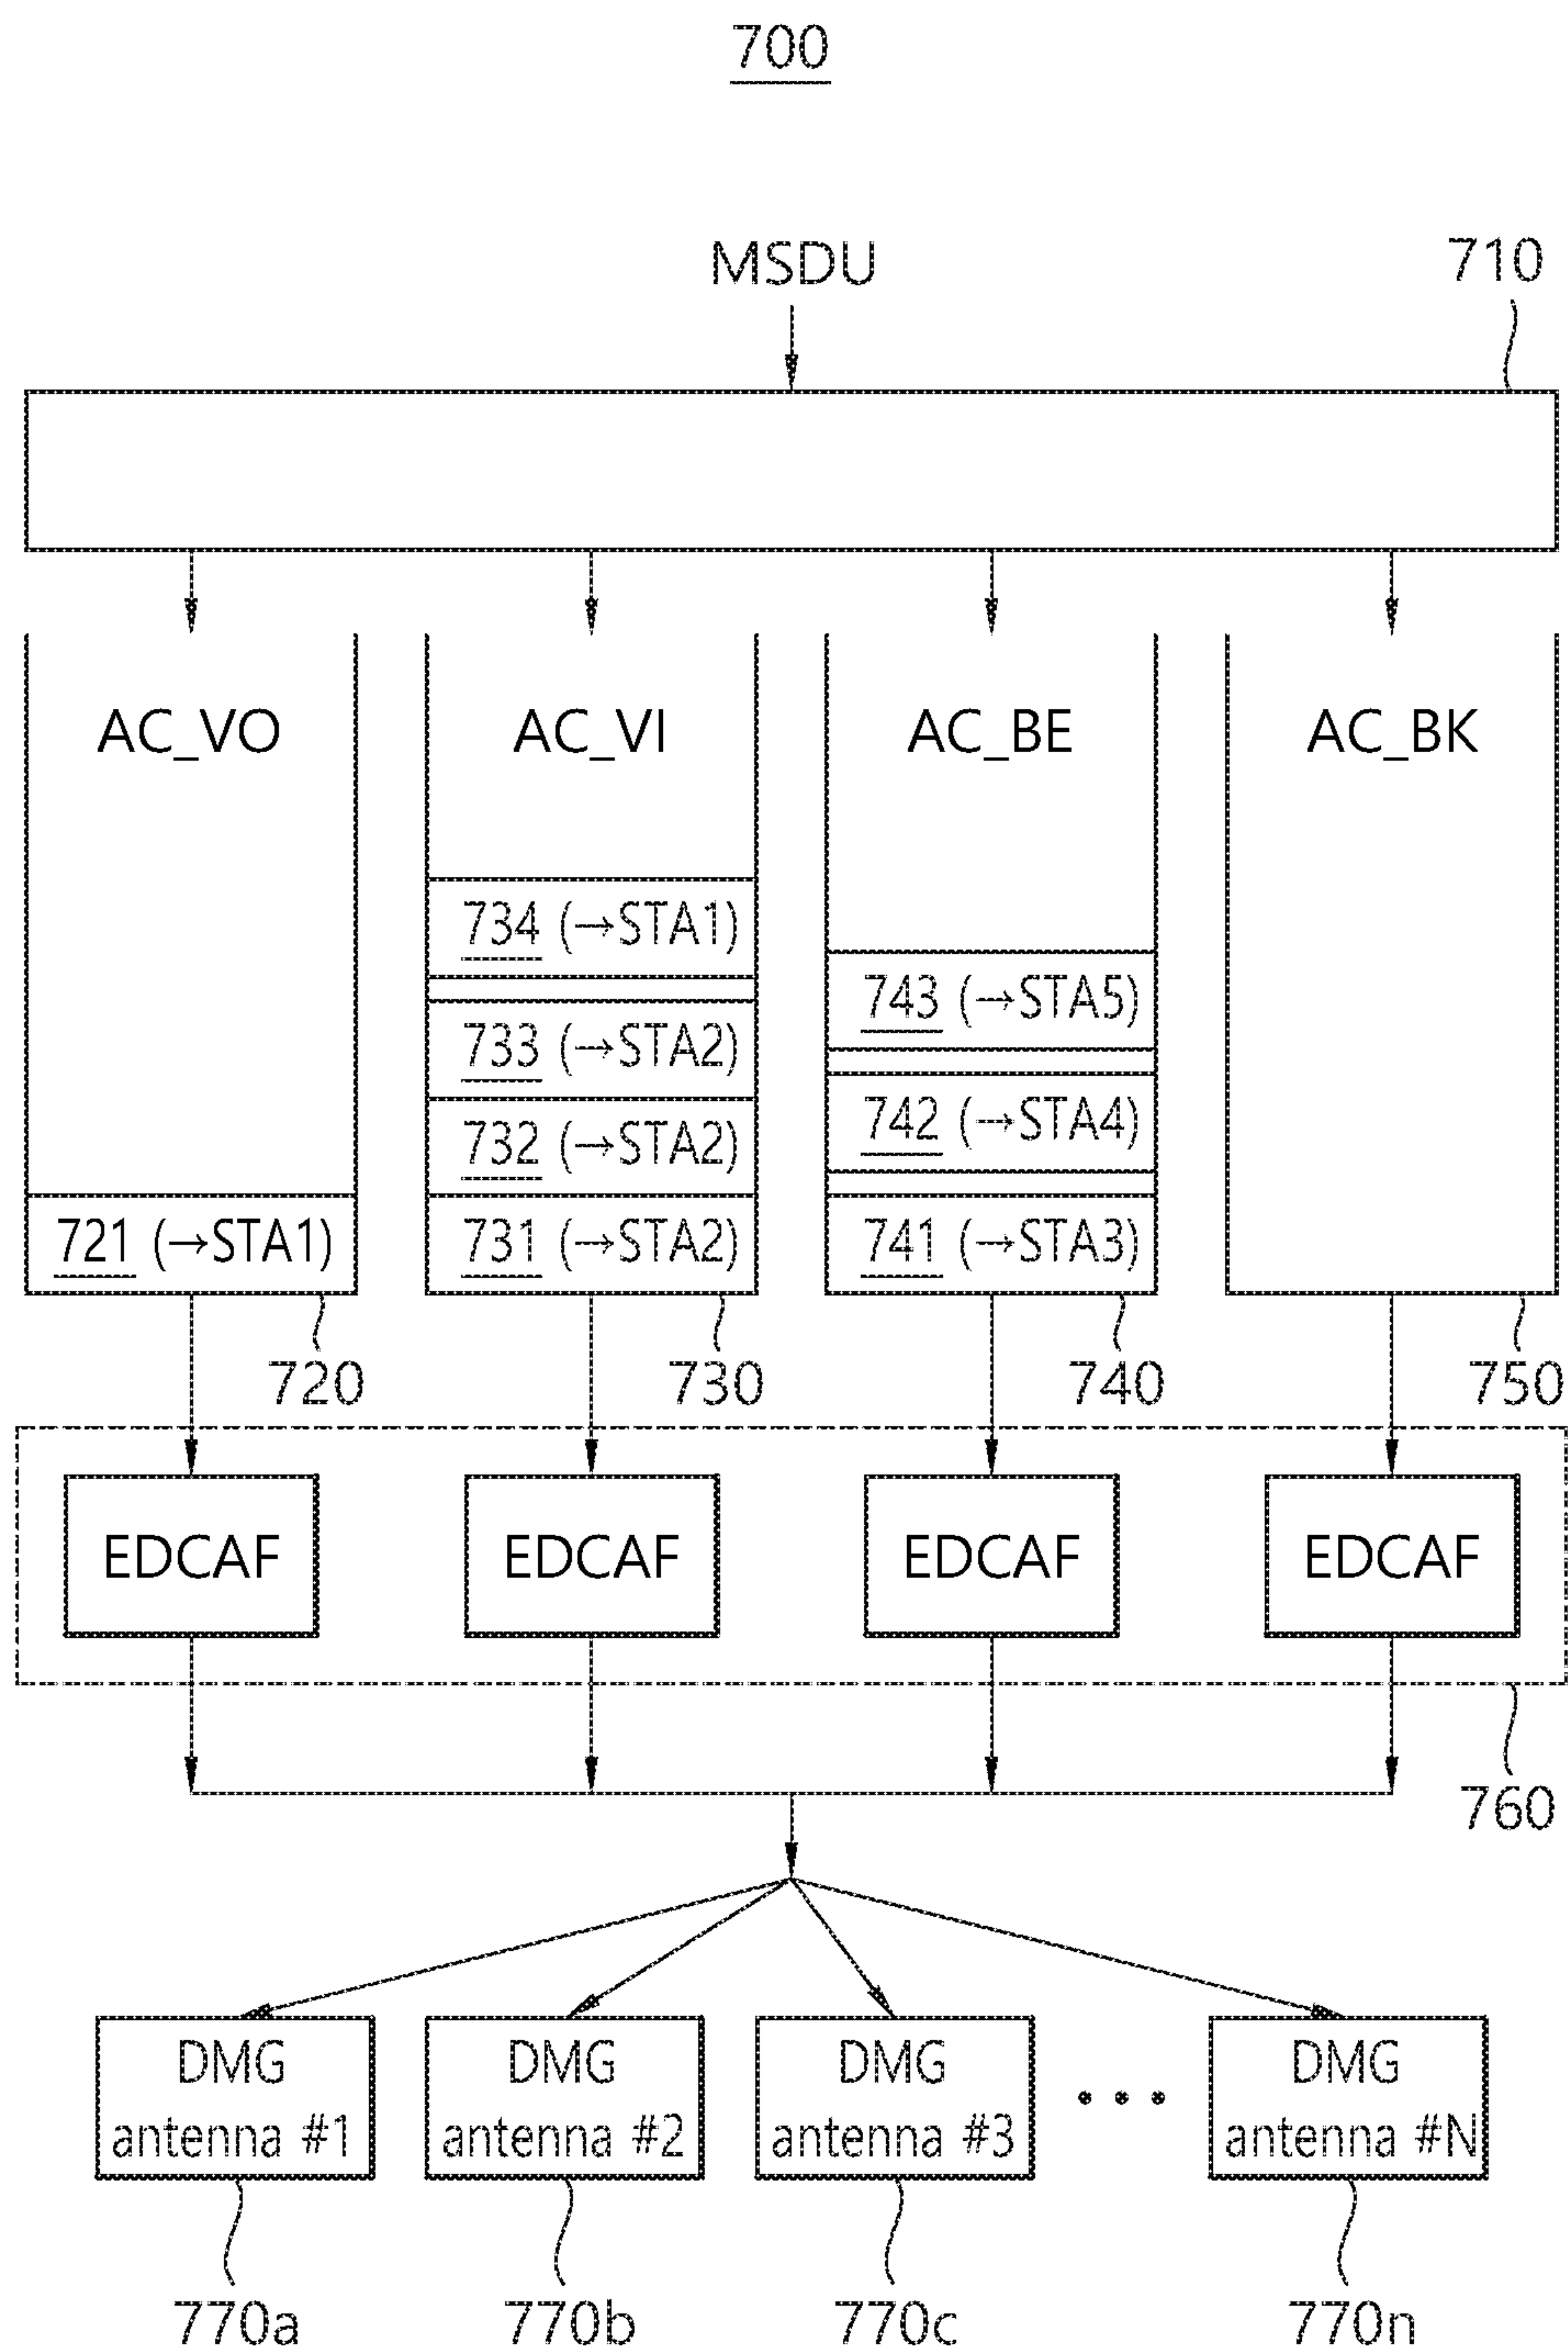 700
MSDU
710
AC_VO AC_VI AC_BE AC_BK
734 (→STA1)
743 (→STA5)
733 (→STA2)
742 (→STA4)
732 (→STA2)
721 (→STA1) 731 (→STA2) 741 (→STA3)
720 730 740 750
EDCAF EDCAF EDCAF EDCAF
760
DMG DMG DMG DMG
antenna #1 antenna #2 antenna #3 • • • antenna #N
770a 770b 770c 770n